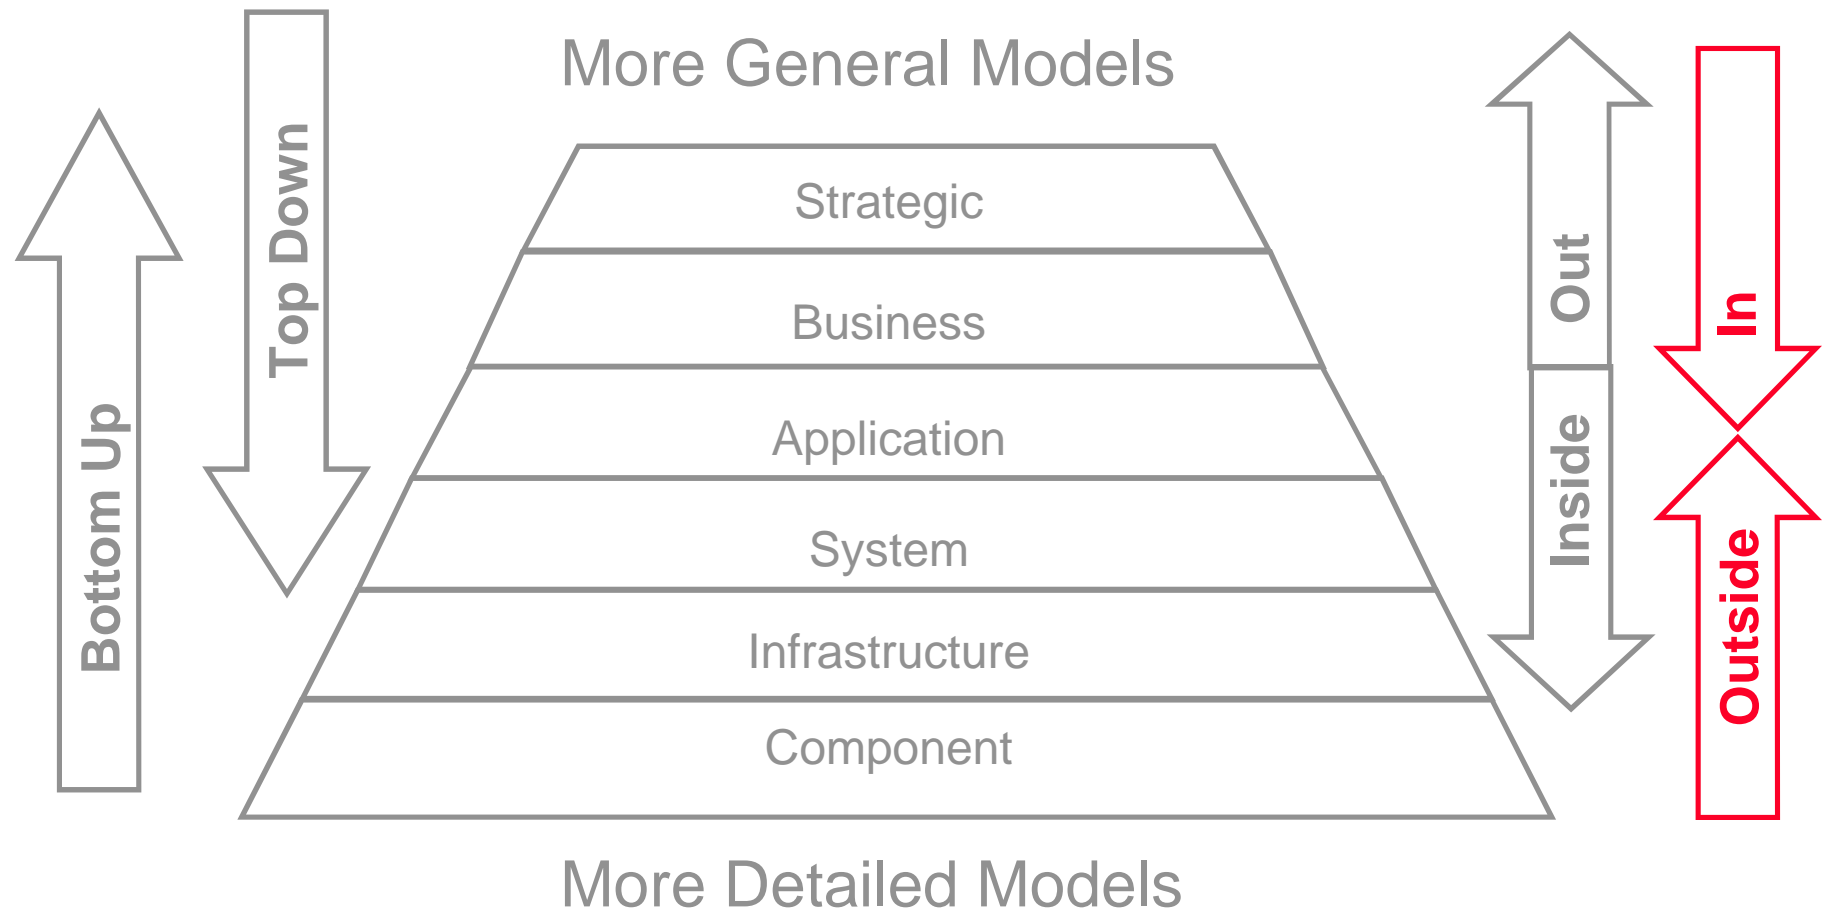 More General Models
Bottom Up
Top Down
Strategic
Business
Application
System
Infrastructure
Component
Out
Inside
In
Outside
More Detailed Models